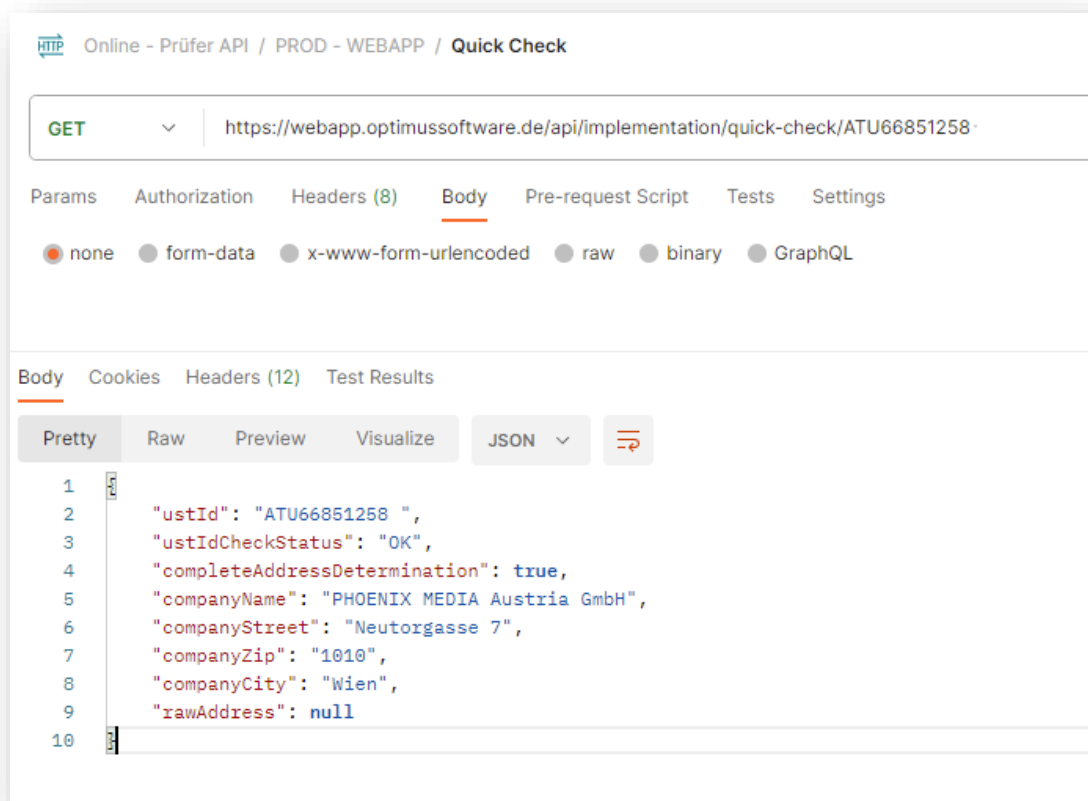 HTTP Online - Prüfer API / PROD - WEBAPP / Quick Check
GET https://webapp.optimussoftware.de/api/implementation/quick-check/ATU66851258
Params Authorization Headers (8) Body Pre-request Script Tests Settings
none form-data x-www-form-urlencoded raw binary GraphQL
Body Cookies Headers (12) Test Results
Pretty Raw Preview Visualize JSON
1 {
2 "ustId": "ATU66851258 ",
3 "ustIdCheckStatus": "OK",
4 "completeAddressDetermination": true,
5 "companyName": "PHOENIX MEDIA Austria GmbH",
6 "companyStreet": "Neutorgasse 7",
7 "companyZip": "1010",
8 "companyCity": "Wien",
9 "rawAddress": null
10 }